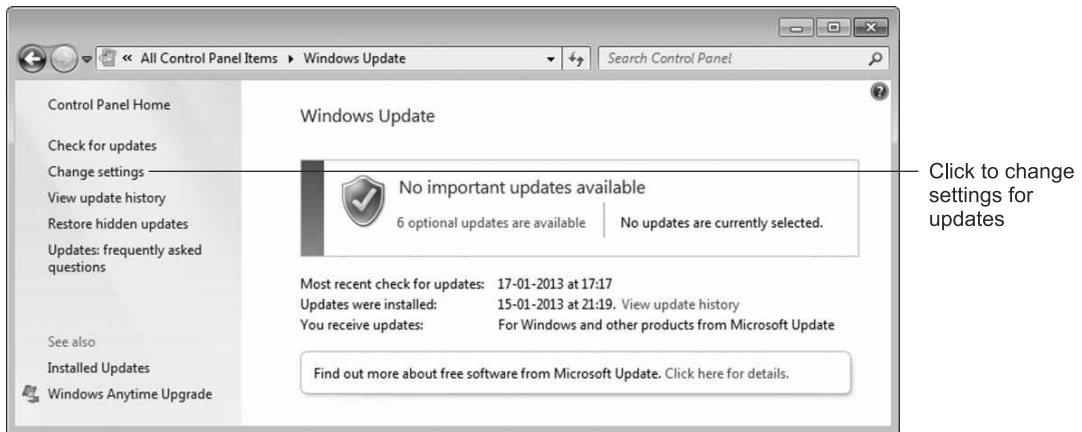 « All Control Panel Items ▸ Windows Update
Search Control Panel
Control Panel Home
Check for updates
Change settings
View update history
Restore hidden updates
Updates: frequently asked
questions
See also
Installed Updates
Windows Anytime Upgrade
Windows Update
No important updates available
6 optional updates are available
No updates are currently selected.
Most recent check for updates: 17-01-2013 at 17:17
Updates were installed: 15-01-2013 at 21:19. View update history
You receive updates: For Windows and other products from Microsoft Update
Find out more about free software from Microsoft Update. Click here for details.
Click to change
settings for
updates